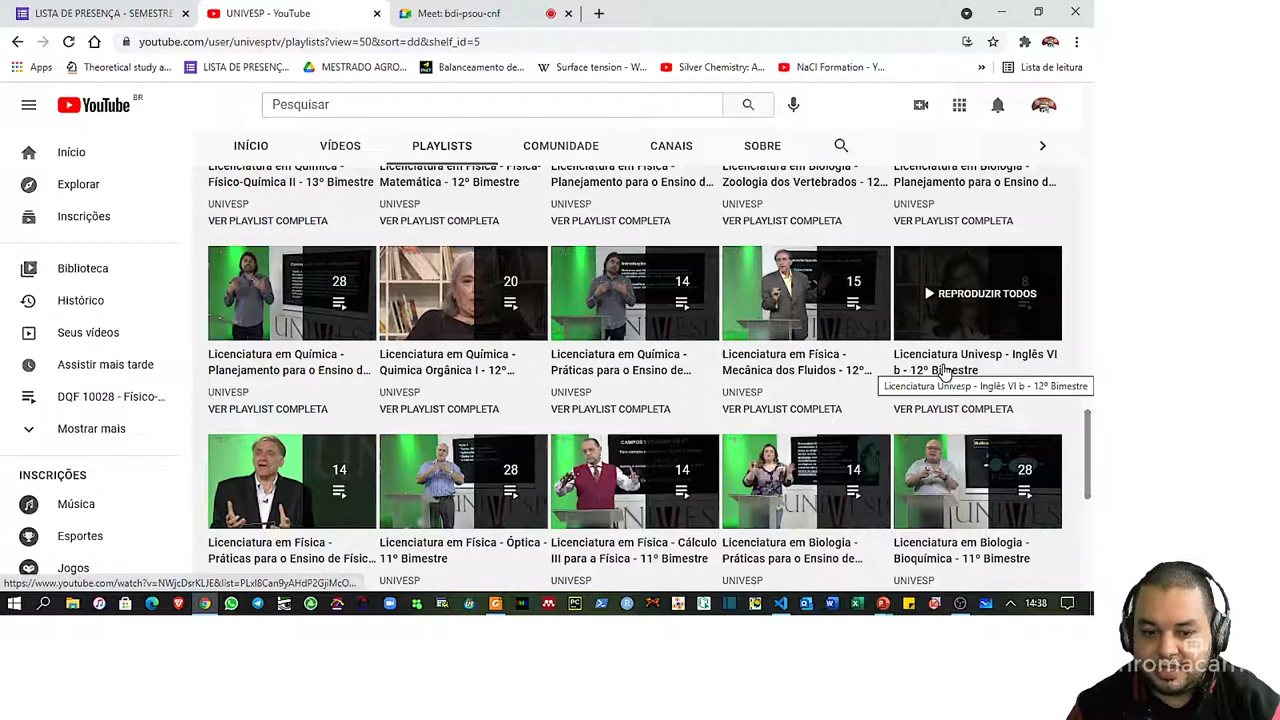 LISTA DE PRESENÇA - SEMESTRE
UNIVESP - YouTube
Meet: bdi-psou-cnf
youtube.com/user/univesptv/playlists?view=50&sort=dd&shelf_id=5
Apps
Theoretical study a...
LISTA DE PRESENÇ...
MESTRADO AGRO...
Balanceamento de...
Surface tension - W...
Silver Chemistry: A...
NaCl Formation - Y...
»
Lista de leitura
YouTube BR
Pesquisar
INÍCIO VÍDEOS PLAYLISTS COMUNIDADE CANAIS SOBRE
Início
Explorar
Inscrições
Biblioteca
Histórico
Seus vídeos
Assistir mais tarde
DQF 10028 - Físico-...
Mostrar mais
INSCRIÇÕES
Música
Esportes
Jogos
Licenciatura em Química -
Físico-Química II - 13º Bimestre
UNIVESP
VER PLAYLIST COMPLETA
Licenciatura em Física - Física-
Matemática - 12º Bimestre
UNIVESP
VER PLAYLIST COMPLETA
Licenciatura em Física -
Planejamento para o Ensino d...
UNIVESP
VER PLAYLIST COMPLETA
Licenciatura em Biologia -
Zoologia dos Vertebrados - 12...
UNIVESP
VER PLAYLIST COMPLETA
Licenciatura em Biologia -
Planejamento para o Ensino d...
UNIVESP
VER PLAYLIST COMPLETA
28
Licenciatura em Química -
Planejamento para o Ensino d...
UNIVESP
VER PLAYLIST COMPLETA
20
Licenciatura em Química -
Quimica Orgânica I - 12º...
UNIVESP
VER PLAYLIST COMPLETA
14
Licenciatura em Química -
Práticas para o Ensino de...
UNIVESP
VER PLAYLIST COMPLETA
15
Licenciatura em Física -
Mecânica dos Fluidos - 12º...
UNIVESP
VER PLAYLIST COMPLETA
8
REPRODUZIR TODOS
Licenciatura Univesp - Inglês VI
b - 12º Bimestre
Licenciatura Univesp - Inglês VI b - 12º Bimestre
VER PLAYLIST COMPLETA
14
Licenciatura em Física -
Práticas para o Ensino de Físic...
UNIVESP
28
Licenciatura em Física - Óptica -
11º Bimestre
UNIVESP
14
Licenciatura em Física - Cálculo
III para a Física - 11º Bimestre
UNIVESP
14
Licenciatura em Biologia -
Práticas para o Ensino de...
UNIVESP
28
Licenciatura em Biologia -
Bioquímica - 11º Bimestre
UNIVESP
https://www.youtube.com/watch?v=NWjcDsrKLJE&list=PLxI8Can9yAHdP2GjiMcO...
14:38